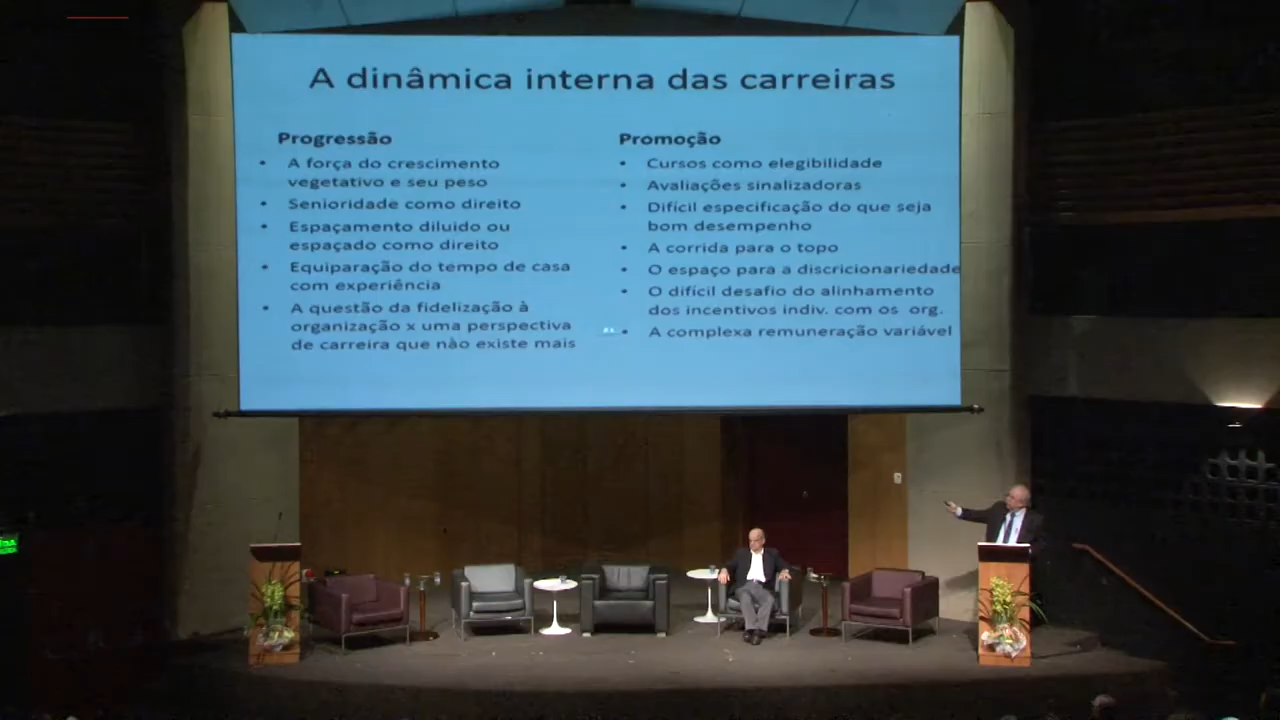 A dinâmica interna das carreiras
Progressão
• A força do crescimento
vegetativo e seu peso
• Senioridade como direito
• Espaçamento diluido ou
espaçado como direito
• Equiparação do tempo de casa
com experiência
• A questão da fidelização à
organização x uma perspectiva
de carreira que não existe mais
Promoção
• Cursos como elegibilidade
• Avaliações sinalizadoras
• Difícil especificação do que seja
bom desempenho
• A corrida para o topo
• O espaço para a discricionariedade
• O difícil desafio do alinhamento
dos incentivos indiv. com os org.
• A complexa remuneração variável